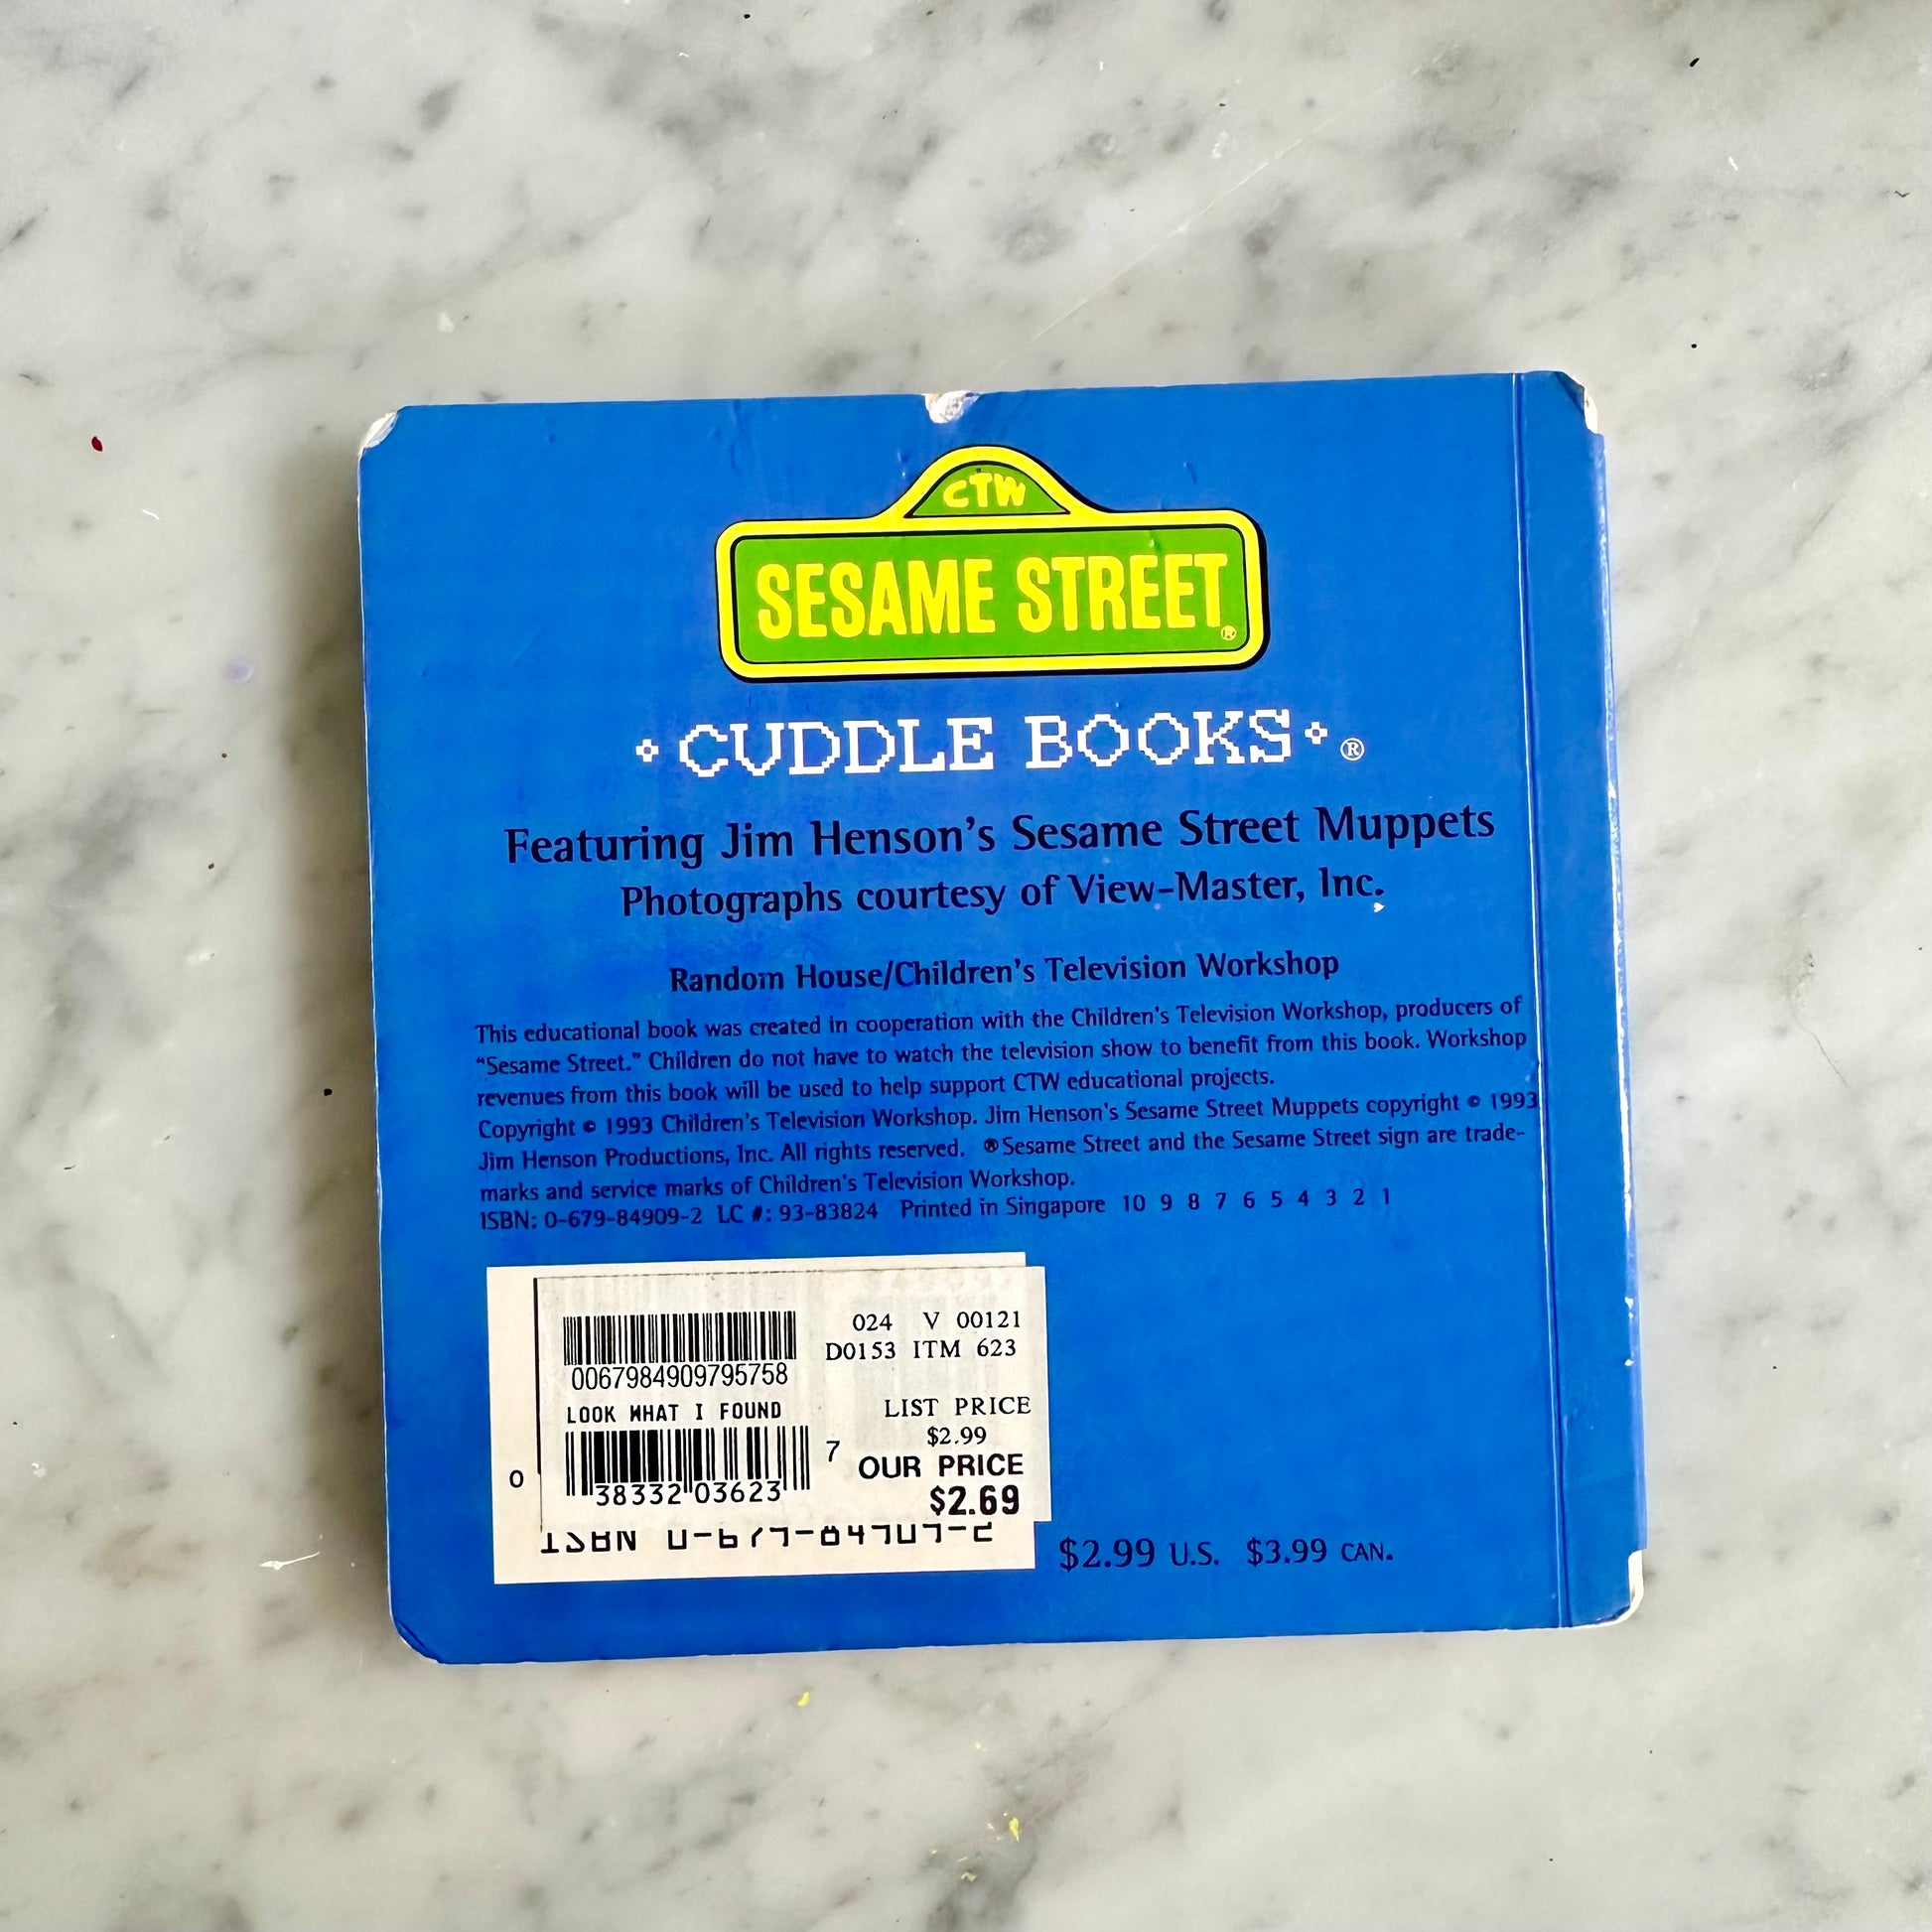 CTW
SESAME STREET®
CUDDLE BOOKS ®
Featuring Jim Henson's Sesame Street Muppets
Photographs courtesy of View-Master, Inc.
Random House/Children's Television Workshop
This educational book was created in cooperation with the Children's Television Workshop, producers of
“Sesame Street.” Children do not have to watch the television show to benefit from this book. Workshop
revenues from this book will be used to help support CTW educational projects.
Copyright © 1993 Children's Television Workshop. Jim Henson's Sesame Street Muppets copyright © 1993
Jim Henson Productions, Inc. All rights reserved. ®Sesame Street and the Sesame Street sign are trade-
marks and service marks of Children's Television Workshop.
ISBN: 0-679-84909-2 LC #: 93-83824 Printed in Singapore 10 9 8 7 6 5 4 3 2 1
024 V 00121
D0153 ITM 623
0067984909795758
LOOK WHAT I FOUND
LIST PRICE
$2.99
7
OUR PRICE
0
38332 03623
$2.69
ISBN 0-679-84909-2
$2.99 U.S. $3.99 CAN.